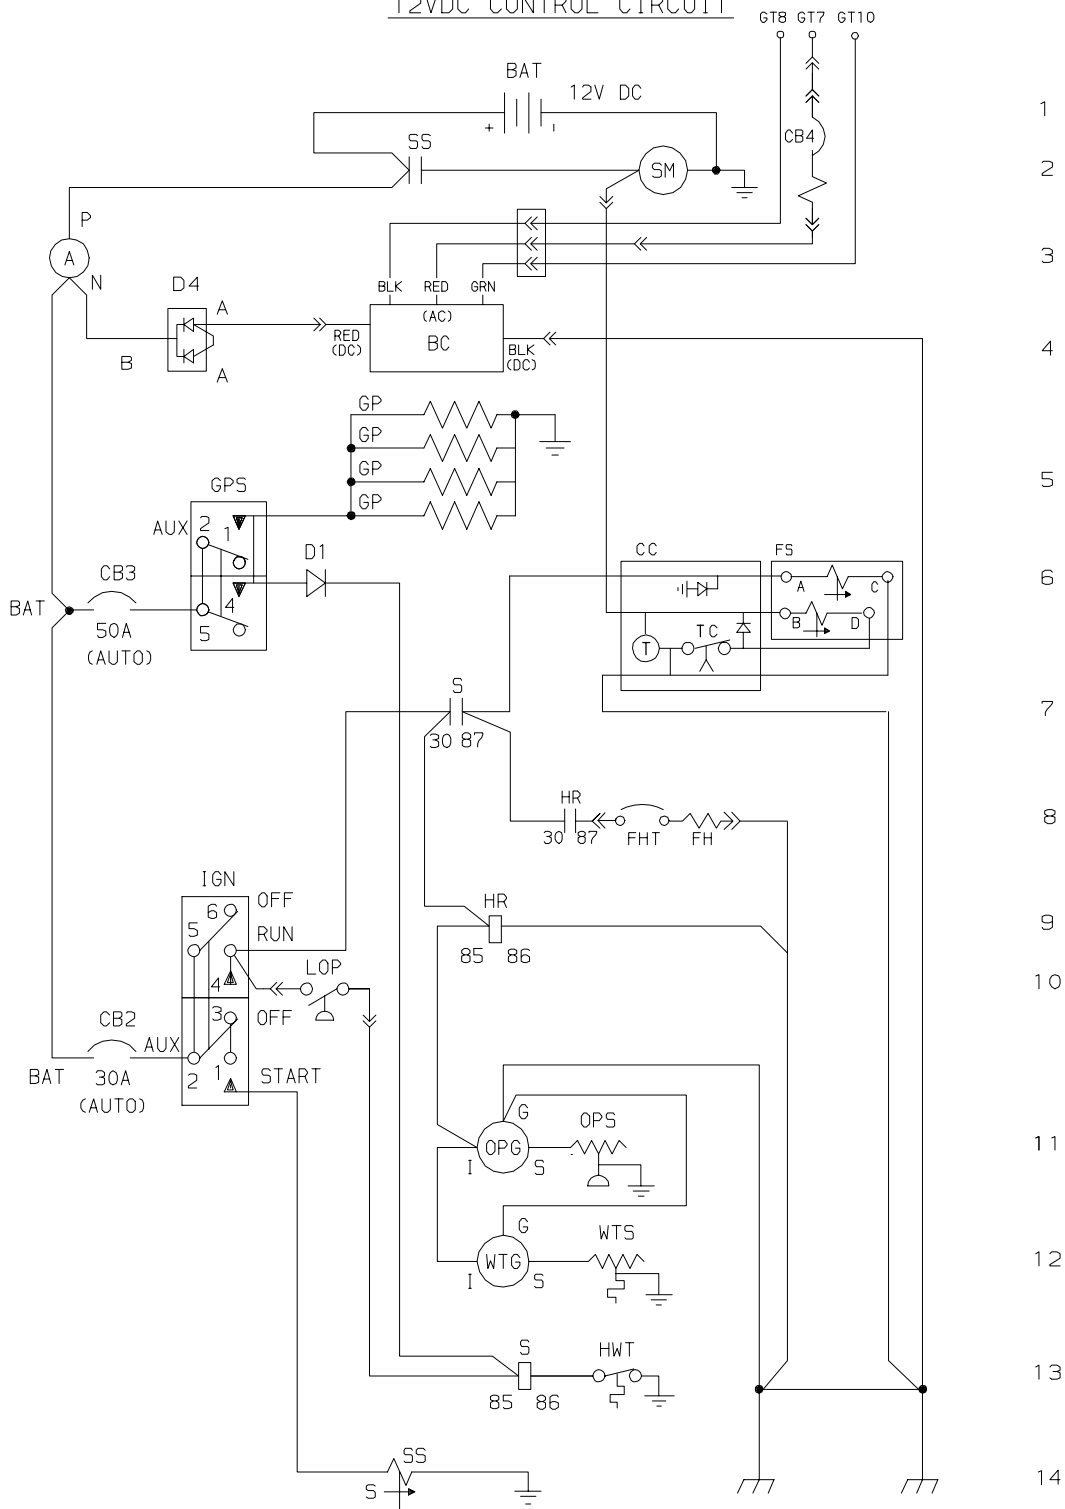 12VDC CONTROL CIRCUIT
GT8 GT7 GT10
BAT
12V DC
1
+ -
CB4
SS
SM
2
P
A
3
N
D4
BLK RED GRN
A
(AC)
RED
(DC)
BC
BLK
(DC)
4
B
A
GP
GP
GP
5
GPS
GP
AUX 2 1
D1
CC
FS
CB3
6
A C
BAT
4
B D
50A
5
TC
(AUTO)
T
S
7
30 87
HR
8
30 87 FHT FH
IGN
OFF
HR
6
9
5
RUN
85 86
LOP
4
10
3
OFF
CB2
AUX
BAT 30A
2 1
START
(AUTO)
G
OPS
OPG
11
I S
G
WTS
WTG
12
I S
S
HWT
13
85 86
SS
14
S